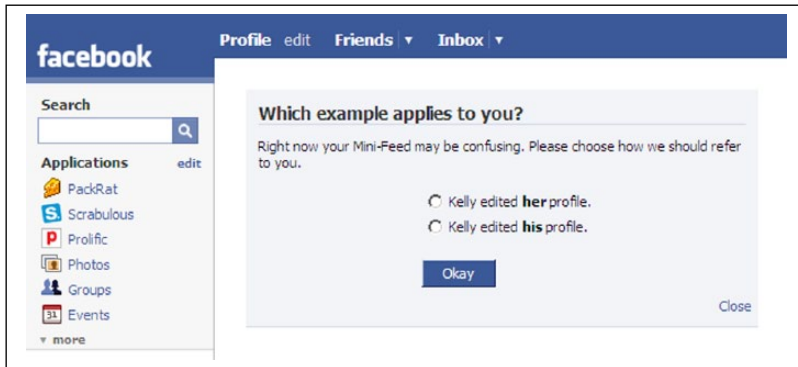 facebook
Profile edit Friends ▼ Inbox ▼
Search
Applications edit
PackRat
Scrabulous
Prolific
Photos
Groups
31 Events
▼ more
Which example applies to you?
Right now your Mini-Feed may be confusing. Please choose how we should refer
to you.
Kelly edited her profile.
Kelly edited his profile.
Okay
Close